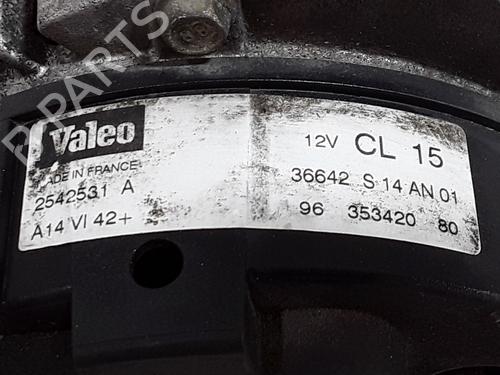 Valeo
MADE IN FRANCE
2542531 A
A14 VI 42+
12V CL 15
36642 S 14 AN 01
96 353420 80
B-PARTS